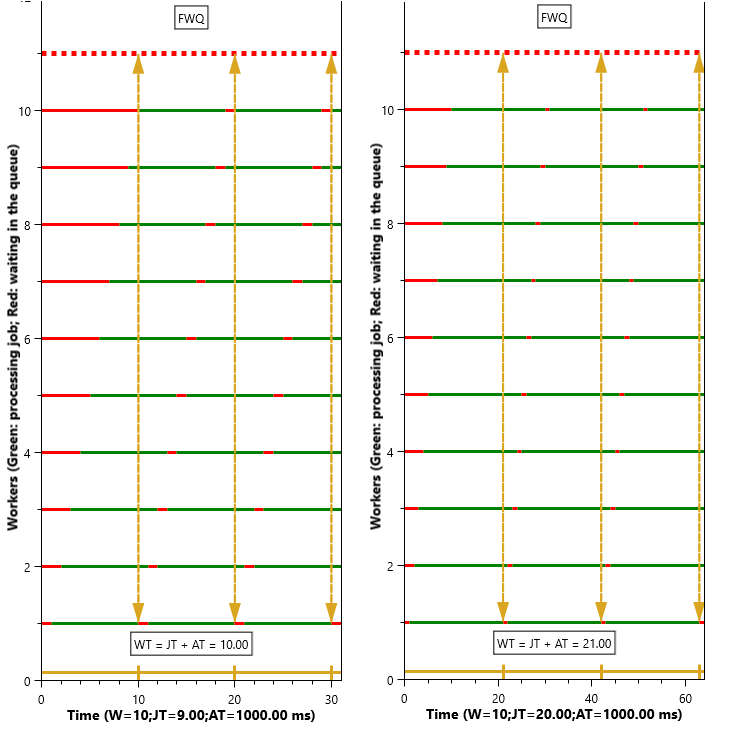 12
FWQ
10
8
6
4
2
0
Workers (Green: processing job; Red: waiting in the queue)
WT = JT + AT = 10.00
0 10 20 30
Time (W=10;JT=9.00;AT=1000.00 ms)
FWQ
10
8
6
4
2
0
Workers (Green: processing job; Red: waiting in the queue)
WT = JT + AT = 21.00
0 20 40 60
Time (W=10;JT=20.00;AT=1000.00 ms)